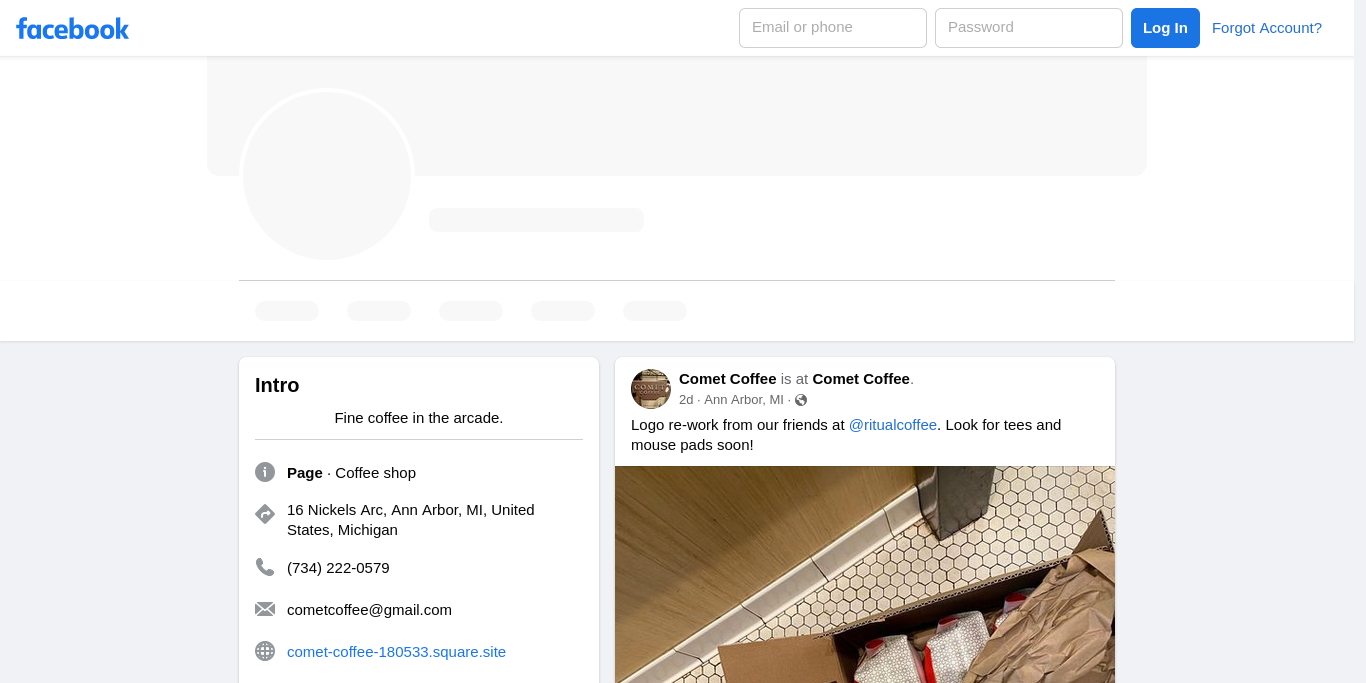 facebook
Email or phone
Password
Log In
Forgot Account?
Intro
Fine coffee in the arcade.
Page · Coffee shop
16 Nickels Arc, Ann Arbor, MI, United
States, Michigan
(734) 222-0579
cometcoffee@gmail.com
comet-coffee-180533.square.site
Comet Coffee is at Comet Coffee.
2d · Ann Arbor, MI ·
Logo re-work from our friends at @ritualcoffee. Look for tees and
mouse pads soon!